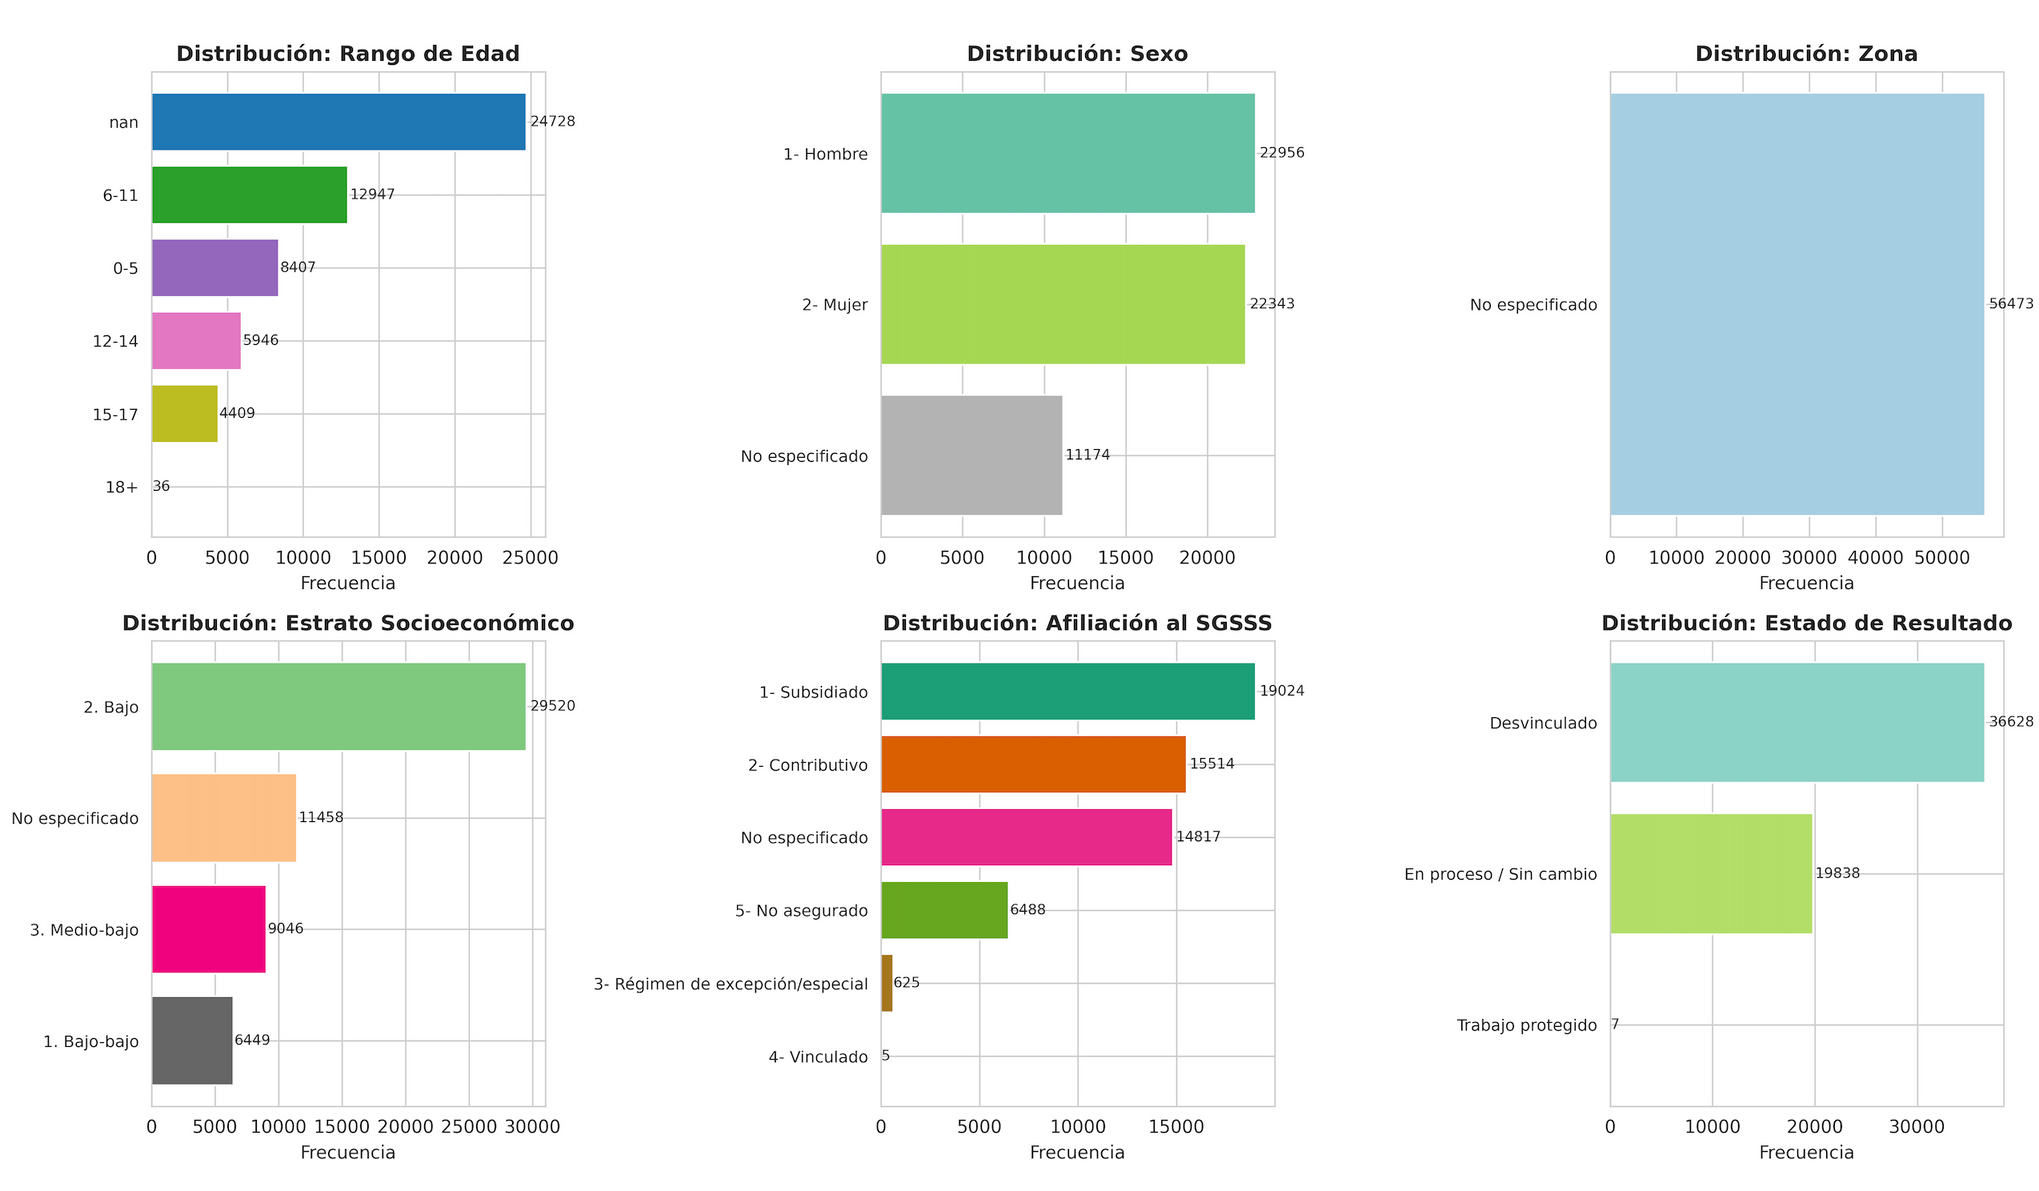 Distribución: Rango de Edad
nan
24728
6-11
12947
0-5
8407
12-14
5946
15-17
4409
18+
36
0 5000 10000 15000 20000 25000
Frecuencia
Distribución: Sexo
1- Hombre
22956
2- Mujer
22343
No especificado
11174
0 5000 10000 15000 20000
Frecuencia
Distribución: Zona
No especificado
56473
0 10000 20000 30000 40000 50000
Frecuencia
Distribución: Estrato Socioeconómico
2. Bajo
29520
No especificado
11458
3. Medio-bajo
9046
1. Bajo-bajo
6449
0 5000 10000 15000 20000 25000 30000
Frecuencia
Distribución: Afiliación al SGSSS
1- Subsidiado
19024
2- Contributivo
15514
No especificado
14817
5- No asegurado
6488
3- Régimen de excepción/especial
625
4- Vinculado
5
0 5000 10000 15000
Frecuencia
Distribución: Estado de Resultado
Desvinculado
36628
En proceso / Sin cambio
19838
Trabajo protegido
7
0 10000 20000 30000
Frecuencia